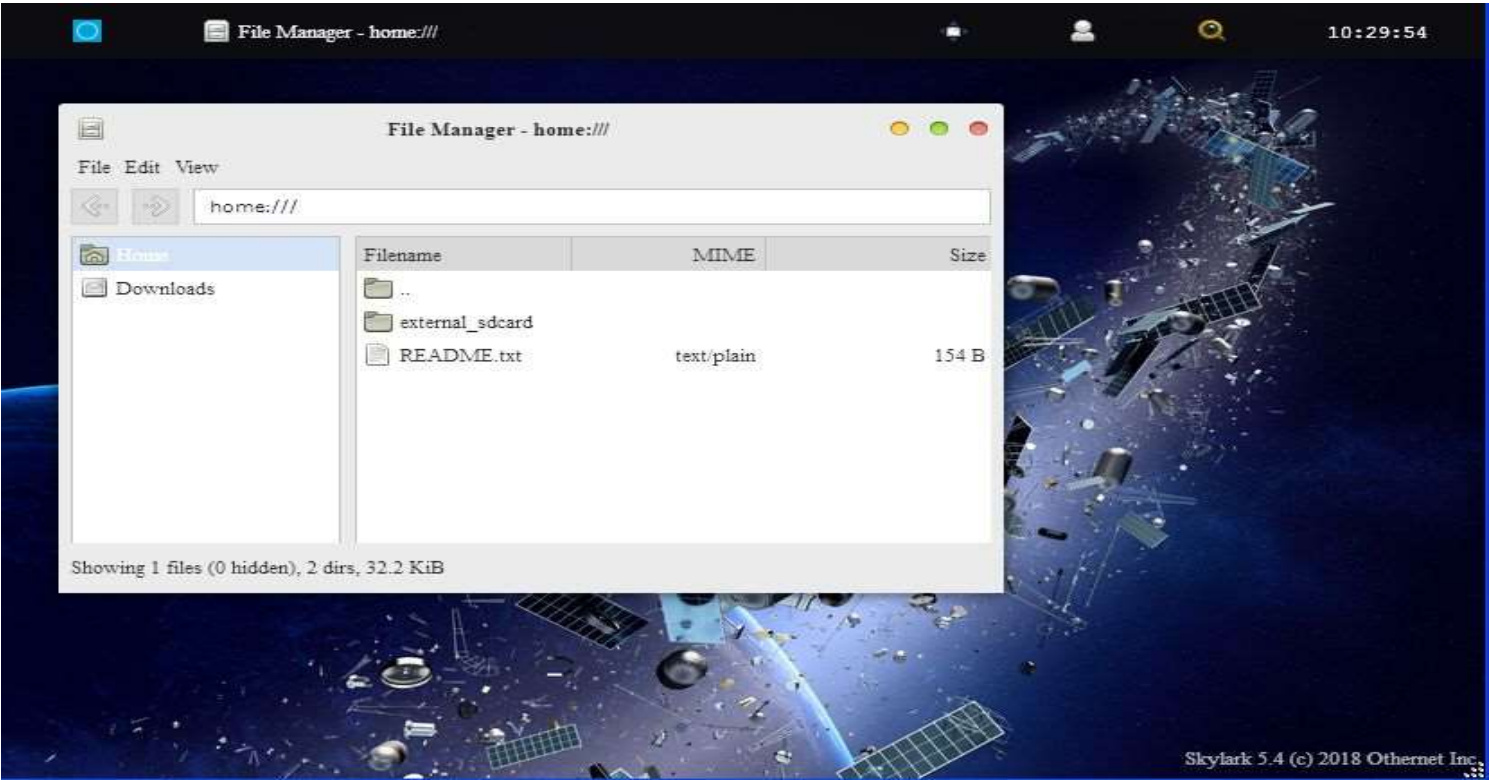 File Manager - home:///
10:29:54
File Manager - home:///
File Edit View
home:///
Home
Downloads
Filename MIME Size
..
external_sdcard
README.txt text/plain 154 B
Showing 1 files (0 hidden), 2 dirs, 32.2 KiB
Skylark 5.4 (c) 2018 Othernet Inc.